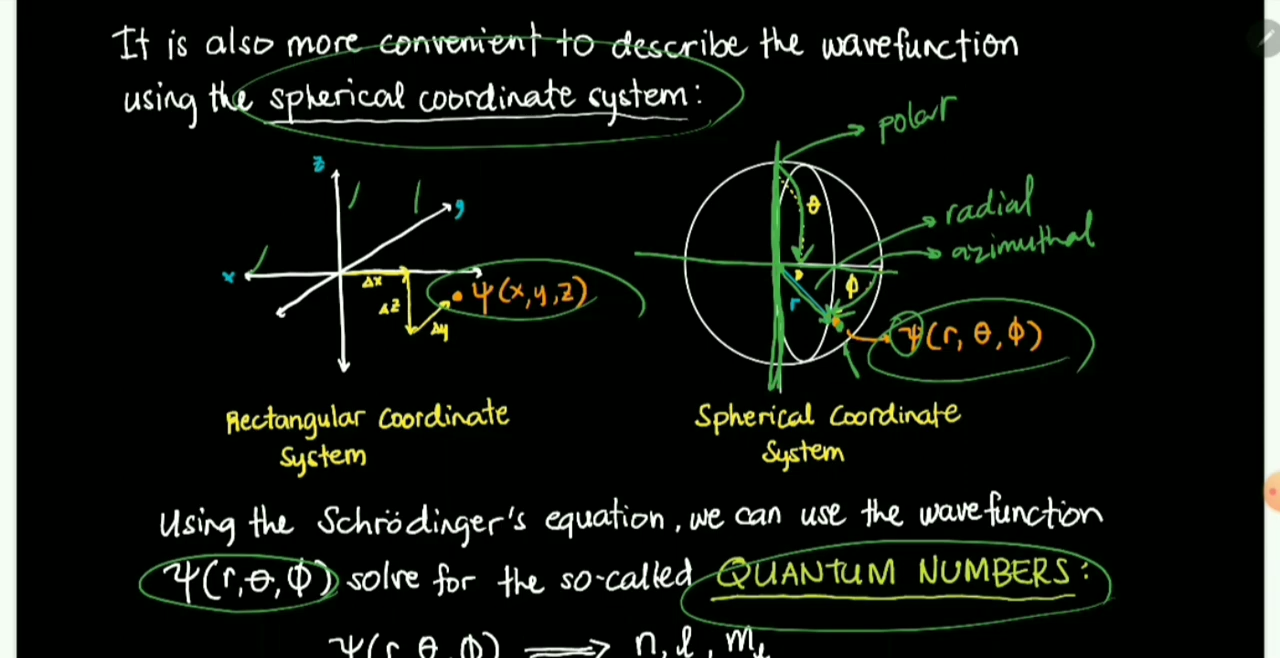 It is also more convenient to describe the wavefunction
using the spherical coordinate system:
polar
z
y
θ
radial
azimuthal
x
Δx
ΔZ
Δy
ψ(x,y,z)
r
ϕ
ψ(r, θ, ϕ)
Rectangular Coordinate
System
Spherical Coordinate
System
Using the Schrödinger's equation, we can use the wavefunction
ψ(r,θ,ϕ) solve for the so-called QUANTUM NUMBERS:
ψ(r, θ, ϕ) ⟹ n, l, mℓ